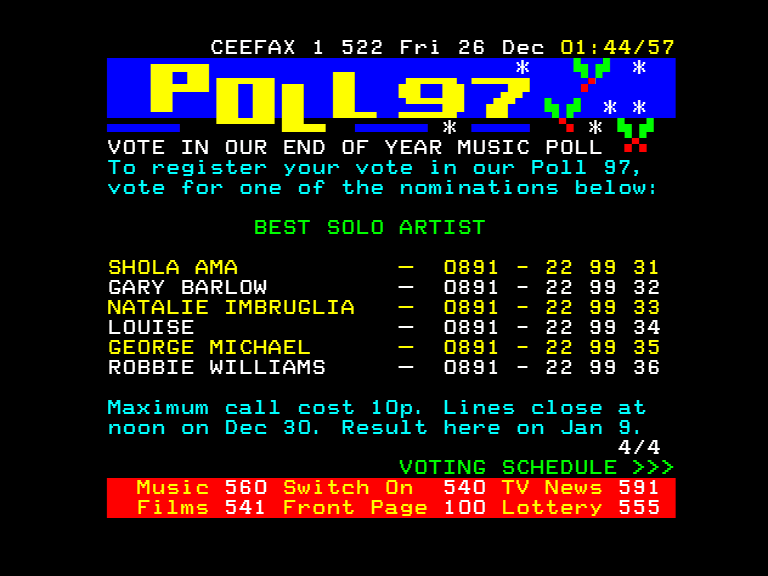 CEEFAX 1 522 Fri 26 Dec 01:44/57
POLL 97
VOTE IN OUR END OF YEAR MUSIC POLL
To register your vote in our Poll 97,
vote for one of the nominations below:
BEST SOLO ARTIST
SHOLA AMA – 0891 - 22 99 31
GARY BARLOW – 0891 - 22 99 32
NATALIE IMBRUGLIA – 0891 - 22 99 33
LOUISE – 0891 - 22 99 34
GEORGE MICHAEL – 0891 - 22 99 35
ROBBIE WILLIAMS – 0891 - 22 99 36
Maximum call cost 10p. Lines close at
noon on Dec 30. Result here on Jan 9.
4/4
VOTING SCHEDULE >>>
Music 560 Switch On 540 TV News 591
Films 541 Front Page 100 Lottery 555